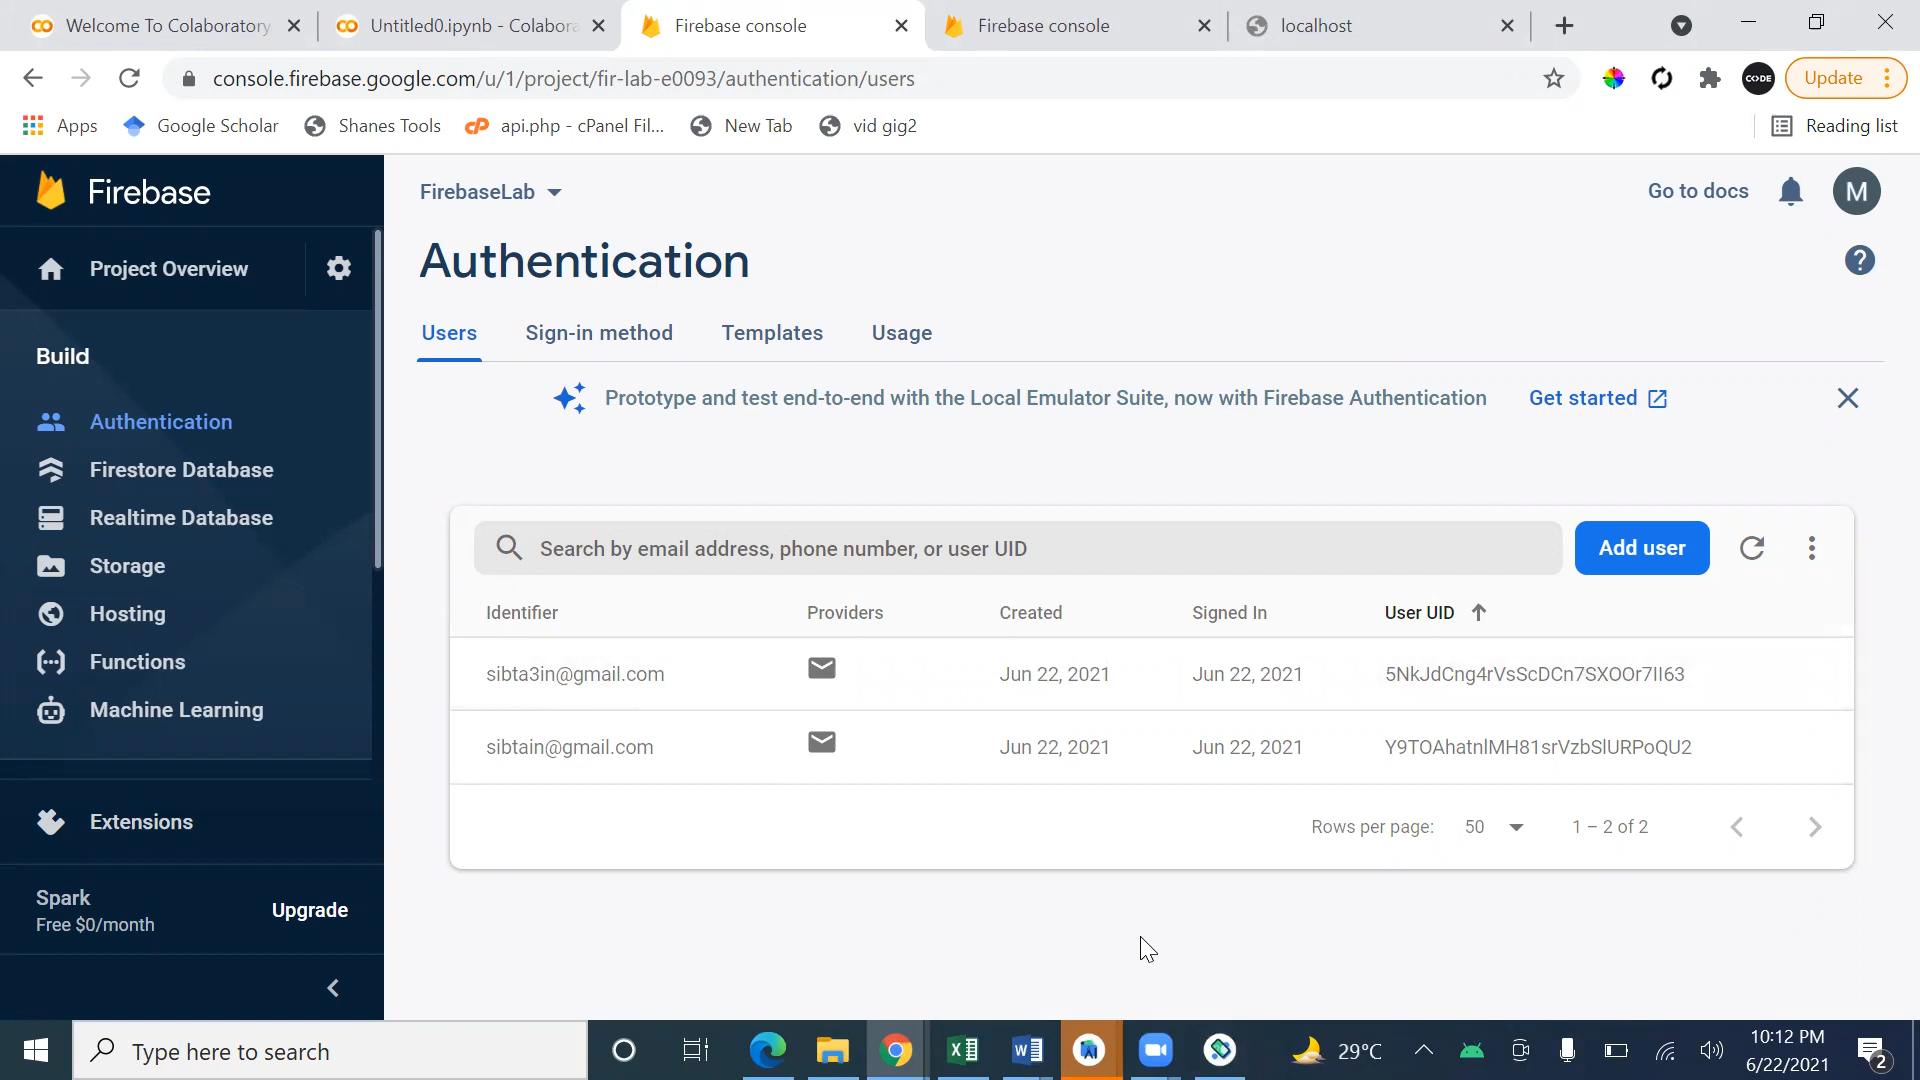 Welcome To Colaboratory
Untitled0.ipynb - Colabora
Firebase console
Firebase console
localhost
console.firebase.google.com/u/1/project/fir-lab-e0093/authentication/users
C<>DE
Update
Apps
Google Scholar
Shanes Tools
api.php - cPanel Fil...
New Tab
vid gig2
Reading list
Firebase
FirebaseLab
Go to docs
M
Project Overview
Authentication
Users
Sign-in method
Templates
Usage
Build
Prototype and test end-to-end with the Local Emulator Suite, now with Firebase Authentication
Get started
Authentication
Firestore Database
Realtime Database
Storage
Hosting
Functions
Machine Learning
Search by email address, phone number, or user UID
Add user
Identifier
Providers
Created
Signed In
User UID
sibta3in@gmail.com
Jun 22, 2021
Jun 22, 2021
5NkJdCng4rVsScDCn7SXOOr7II63
sibtain@gmail.com
Jun 22, 2021
Jun 22, 2021
Y9TOAhatnlMH81srVzbSlURPoQU2
Rows per page:
50
1 – 2 of 2
Extensions
Spark
Free $0/month
Upgrade
Type here to search
29°C
10:12 PM
6/22/2021
2